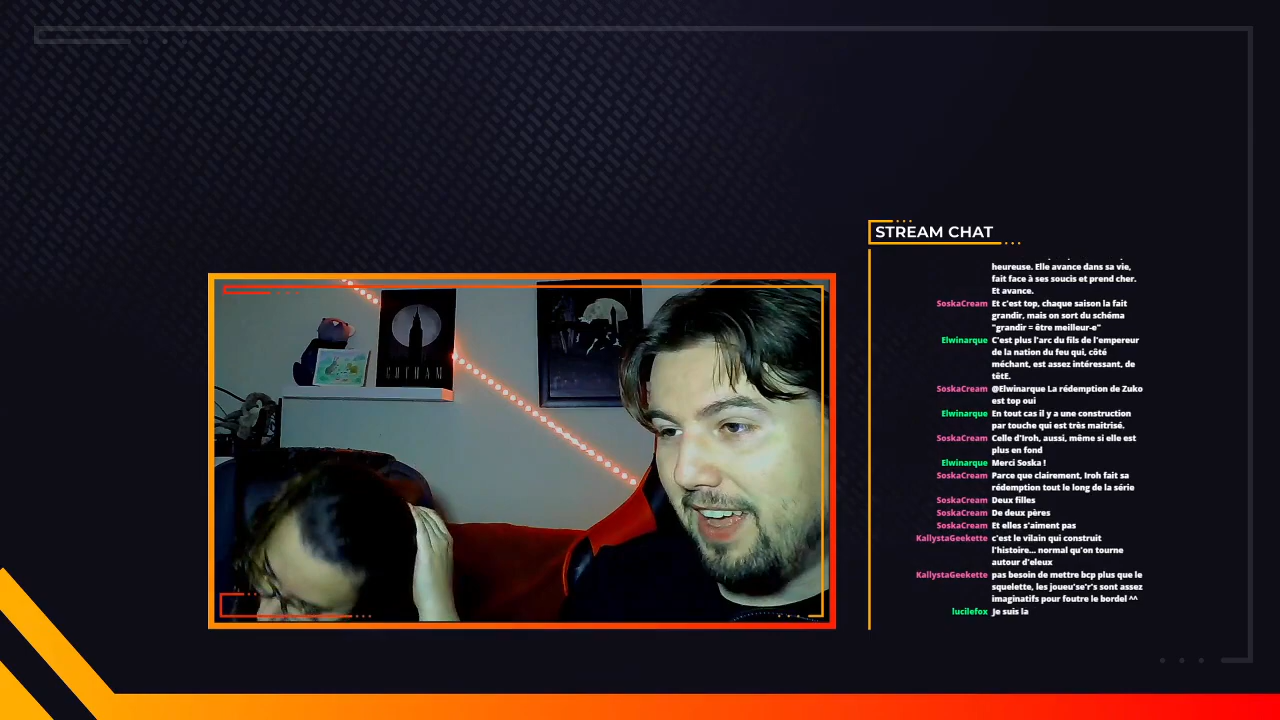 STREAM CHAT
heureuse. Elle avance dans sa vie,
fait face à ses soucis et prend cher.
Et avance.
SoskaCream Et c'est top, chaque saison la fait
grandir, mais on sort du schéma
"grandir = être meilleur-e"
Elwinarque C'est plus l'arc du fils de l'empereur
de la nation du feu qui, côté
méchant, est assez intéressant, de
têtE.
SoskaCream @Elwinarque La rédemption de Zuko
est top oui
Elwinarque En tout cas il y a une construction
par touche qui est très maitrisé.
SoskaCream Celle d'Iroh, aussi, même si elle est
plus en fond
Elwinarque Merci Soska !
SoskaCream Parce que clairement, Iroh fait sa
rédemption tout le long de la série
SoskaCream Deux filles
SoskaCream De deux pères
SoskaCream Et elles s'aiment pas
KallystaGeekette c'est le vilain qui construit
l'histoire... normal qu'on tourne
autour d'eleux
KallystaGeekette pas besoin de mettre bcp plus que le
squelette, les joueu'se'r's sont assez
imaginatifs pour foutre le bordel ^^
lucilefox Je suis la
GOTHAM